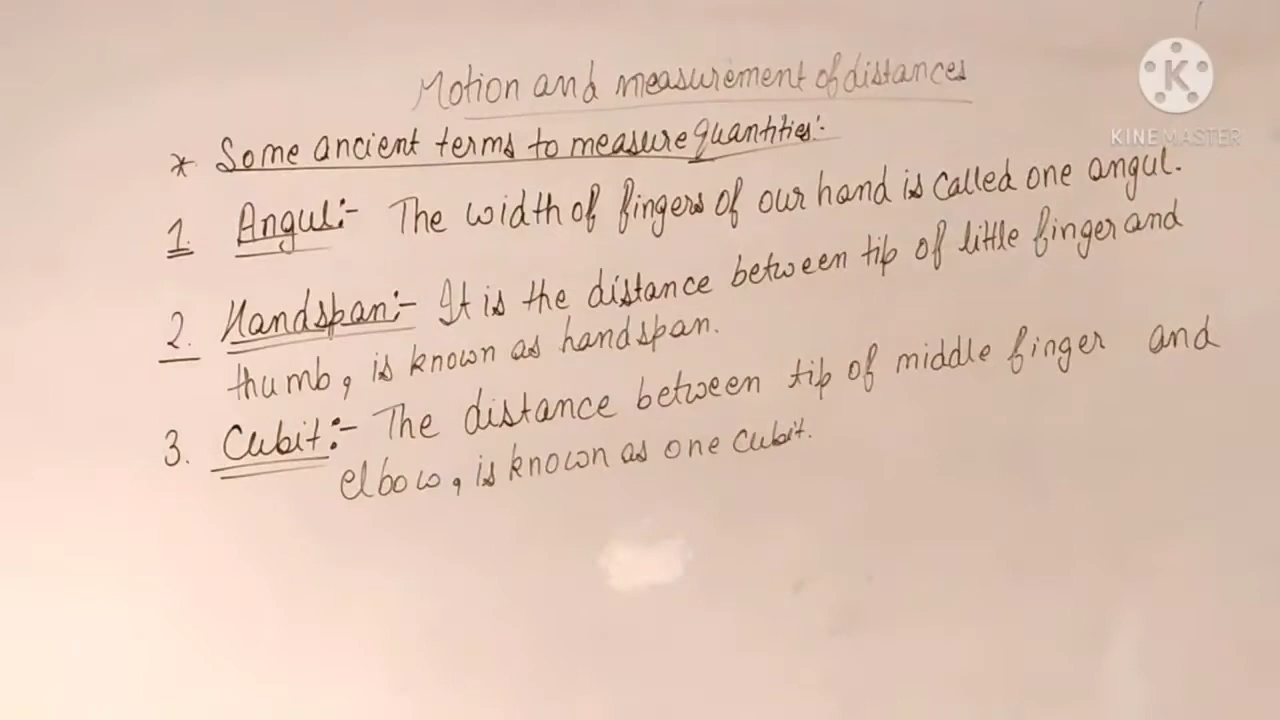 Motion and measurement of distances
K
KINEMASTER
* Some ancient terms to measure quantities:-
1. Angul:- The width of fingers of our hand is called one angul.
2. Handspan:- It is the distance between tip of little finger and
thumb, is known as handspan.
3. Cubit:- The distance between tip of middle finger and
elbow, is known as one cubit.